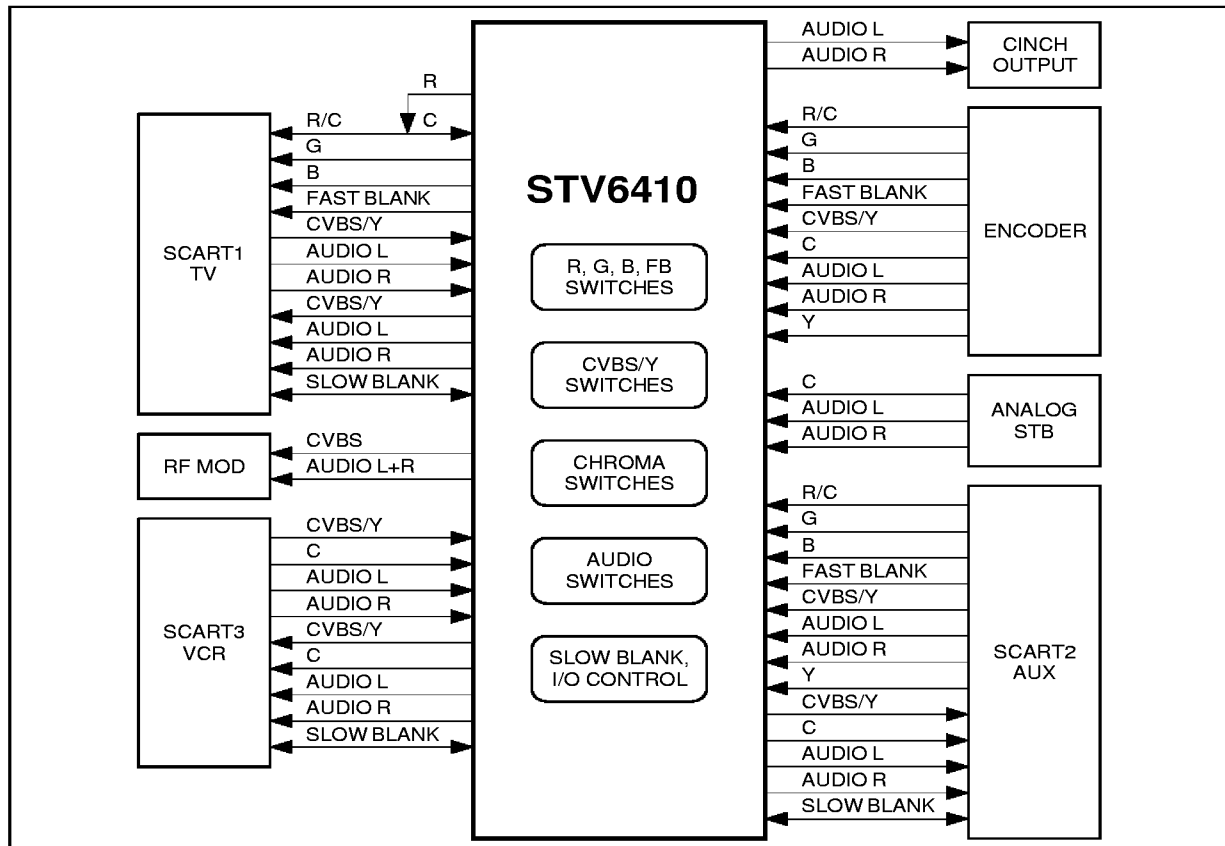 R
R/C
C
G
B
FAST BLANK
CVBS/Y
AUDIO L
AUDIO R
CVBS/Y
AUDIO L
AUDIO R
SLOW BLANK
SCART1
TV
CVBS
AUDIO L+R
RF MOD
CVBS/Y
C
AUDIO L
AUDIO R
CVBS/Y
C
AUDIO L
AUDIO R
SLOW BLANK
SCART3
VCR
STV6410
R, G, B, FB
SWITCHES
CVBS/Y
SWITCHES
CHROMA
SWITCHES
AUDIO
SWITCHES
SLOW BLANK,
I/O CONTROL
AUDIO L
AUDIO R
CINCH
OUTPUT
R/C
G
B
FAST BLANK
CVBS/Y
C
AUDIO L
AUDIO R
Y
ENCODER
C
AUDIO L
AUDIO R
ANALOG
STB
R/C
G
B
FAST BLANK
CVBS/Y
AUDIO L
AUDIO R
Y
CVBS/Y
C
AUDIO L
AUDIO R
SLOW BLANK
SCART2
AUX